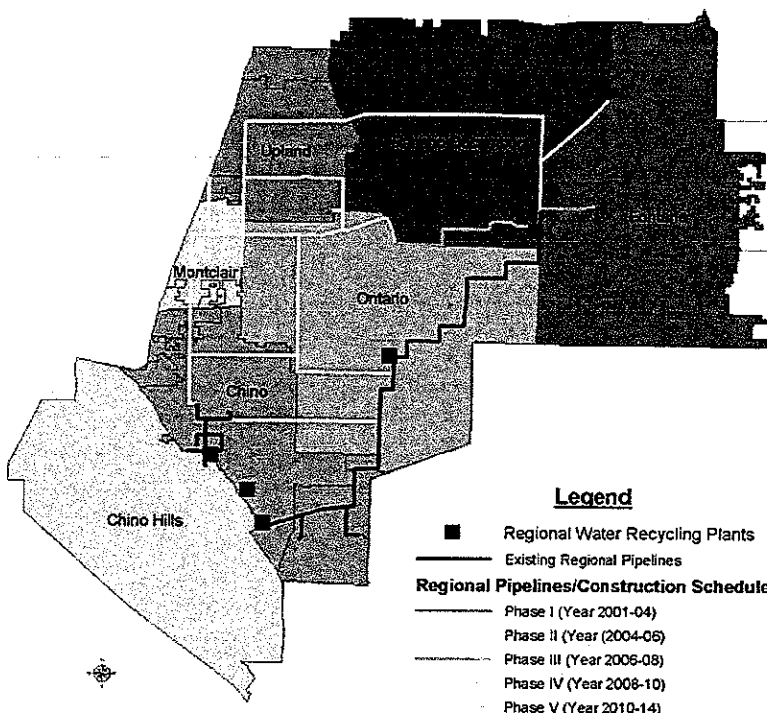 Upland
Montclair
Ontario
Chino
Chino Hills
Legend
Regional Water Recycling Plants
Existing Regional Pipelines
Regional Pipelines/Construction Schedule
Phase I (Year 2001-04)
Phase II (Year (2004-06)
Phase III (Year 2006-08)
Phase IV (Year 2008-10)
Phase V (Year 2010-14)